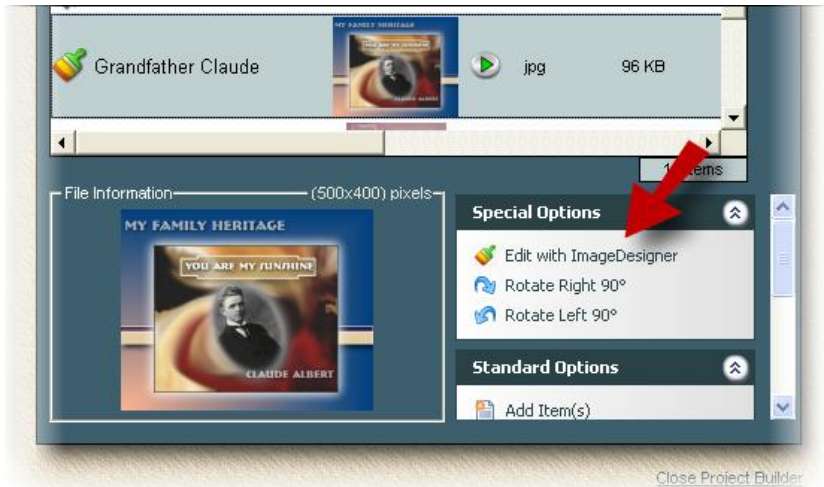 MY FAMILY HERITAGE
YOU ARE MY SUNSHINE
Grandfather Claude
jpg
96 KB
CLAUDE ALBERT
File Information
(500x400) pixels
MY FAMILY HERITAGE
YOU ARE MY SUNSHINE
CLAUDE ALBERT
Special Options
Edit with ImageDesigner
Rotate Right 90°
Rotate Left 90°
Standard Options
Add Item(s)
Close Project Builder